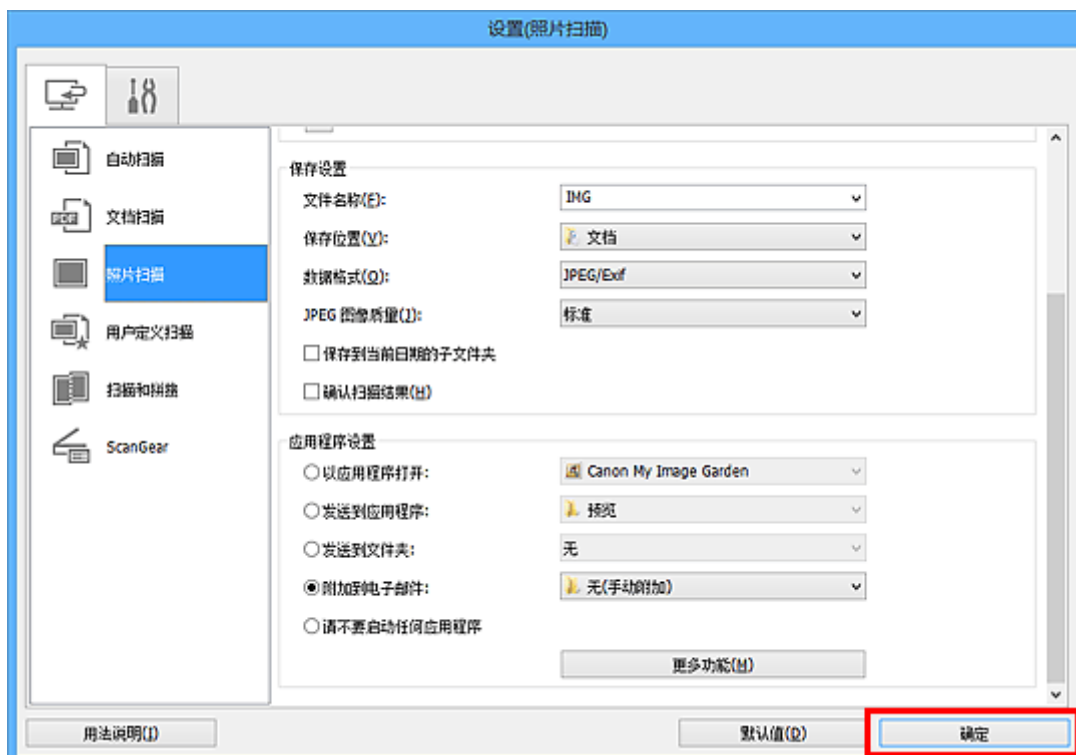 设置(照片扫描)
自动扫描
文档扫描
照片扫描
用户定义扫描
扫描和拼接
ScanGear
保存设置
文件名称(F): IMG
保存位置(V): 文档
数据格式(O): JPEG/Exif
JPEG 图像质量(J): 标准
保存到当前日期的子文件夹
确认扫描结果(H)
应用程序设置
以应用程序打开: Canon My Image Garden
发送到应用程序: 预览
发送到文件夹: 无
附加到电子邮件: 无(手动附加)
请不要启动任何应用程序
更多功能(M)
用法说明(I) 默认值(D) 确定